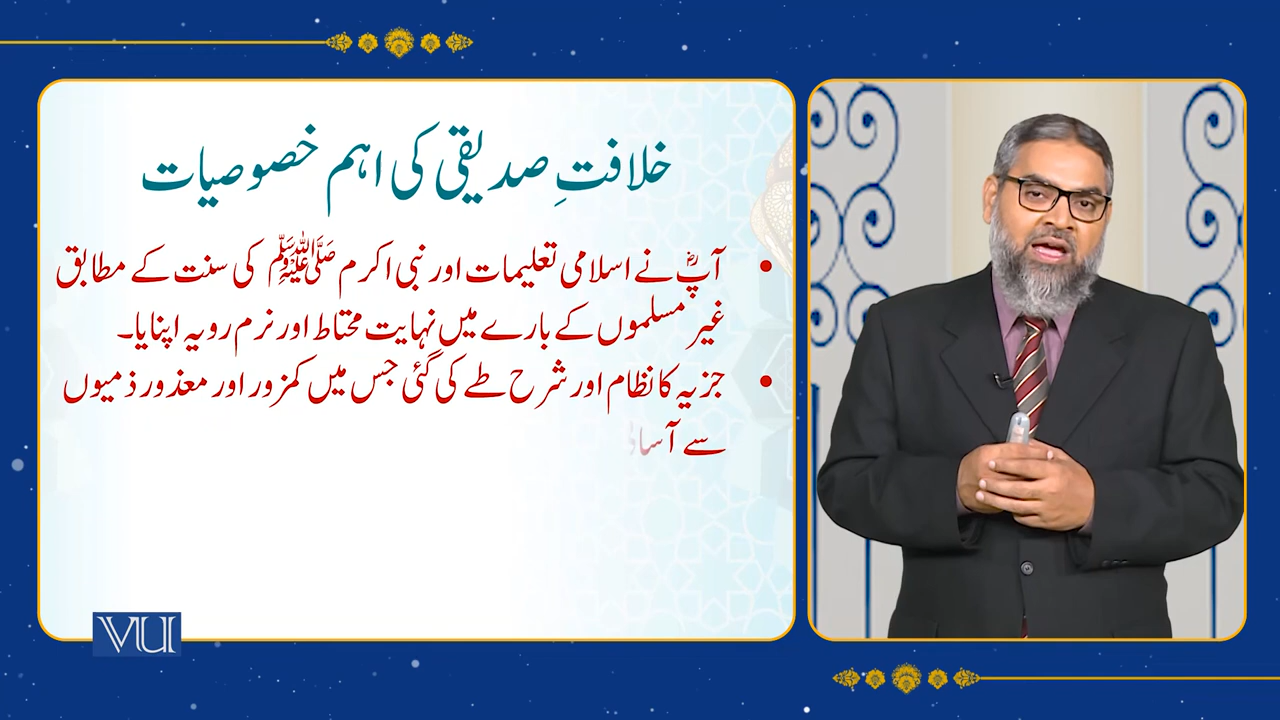 خلافتِ صدیقی کی اہم خصوصیات
• آپؓ نے اسلامی تعلیمات اور نبی اکرم ﷺ کی سنت کے مطابق
غیر مسلموں کے بارے میں نہایت محتاط اور نرم رویہ اپنایا۔
• جزیہ کا نظام اور شرح طے کی گئی جس میں کمزور اور معذور ذمیوں
سے
VU